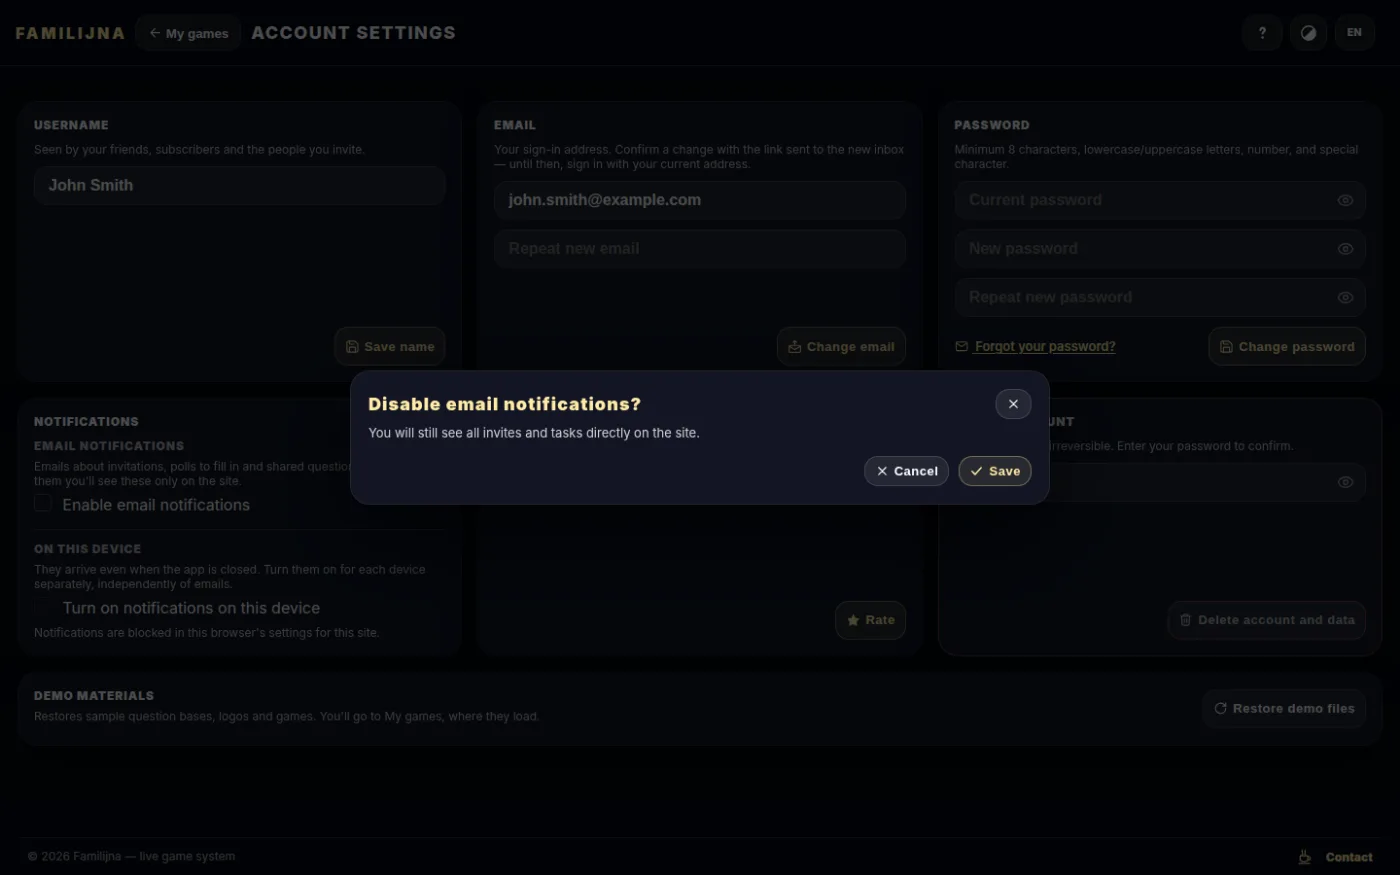 FAMILIJNA
← My games
ACCOUNT SETTINGS
?
EN
USERNAME
Seen by your friends, subscribers and the people you invite.
John Smith
Save name
EMAIL
Your sign-in address. Confirm a change with the link sent to the new inbox
— until then, sign in with your current address.
john.smith@example.com
Repeat new email
Change email
PASSWORD
Minimum 8 characters, lowercase/uppercase letters, number, and special
character.
Current password
New password
Repeat new password
Forgot your password?
Change password
Disable email notifications?
You will still see all invites and tasks directly on the site.
Cancel
Save
NOTIFICATIONS
EMAIL NOTIFICATIONS
Emails about invitations, polls to fill in and shared question
them you'll see these only on the site.
Enable email notifications
ON THIS DEVICE
They arrive even when the app is closed. Turn them on for each device
separately, independently of emails.
Turn on notifications on this device
Notifications are blocked in this browser's settings for this site.
Rate
irreversible. Enter your password to confirm.
Delete account and data
DEMO MATERIALS
Restores sample question bases, logos and games. You'll go to My games, where they load.
Restore demo files
© 2026 Familijna — live game system
Contact